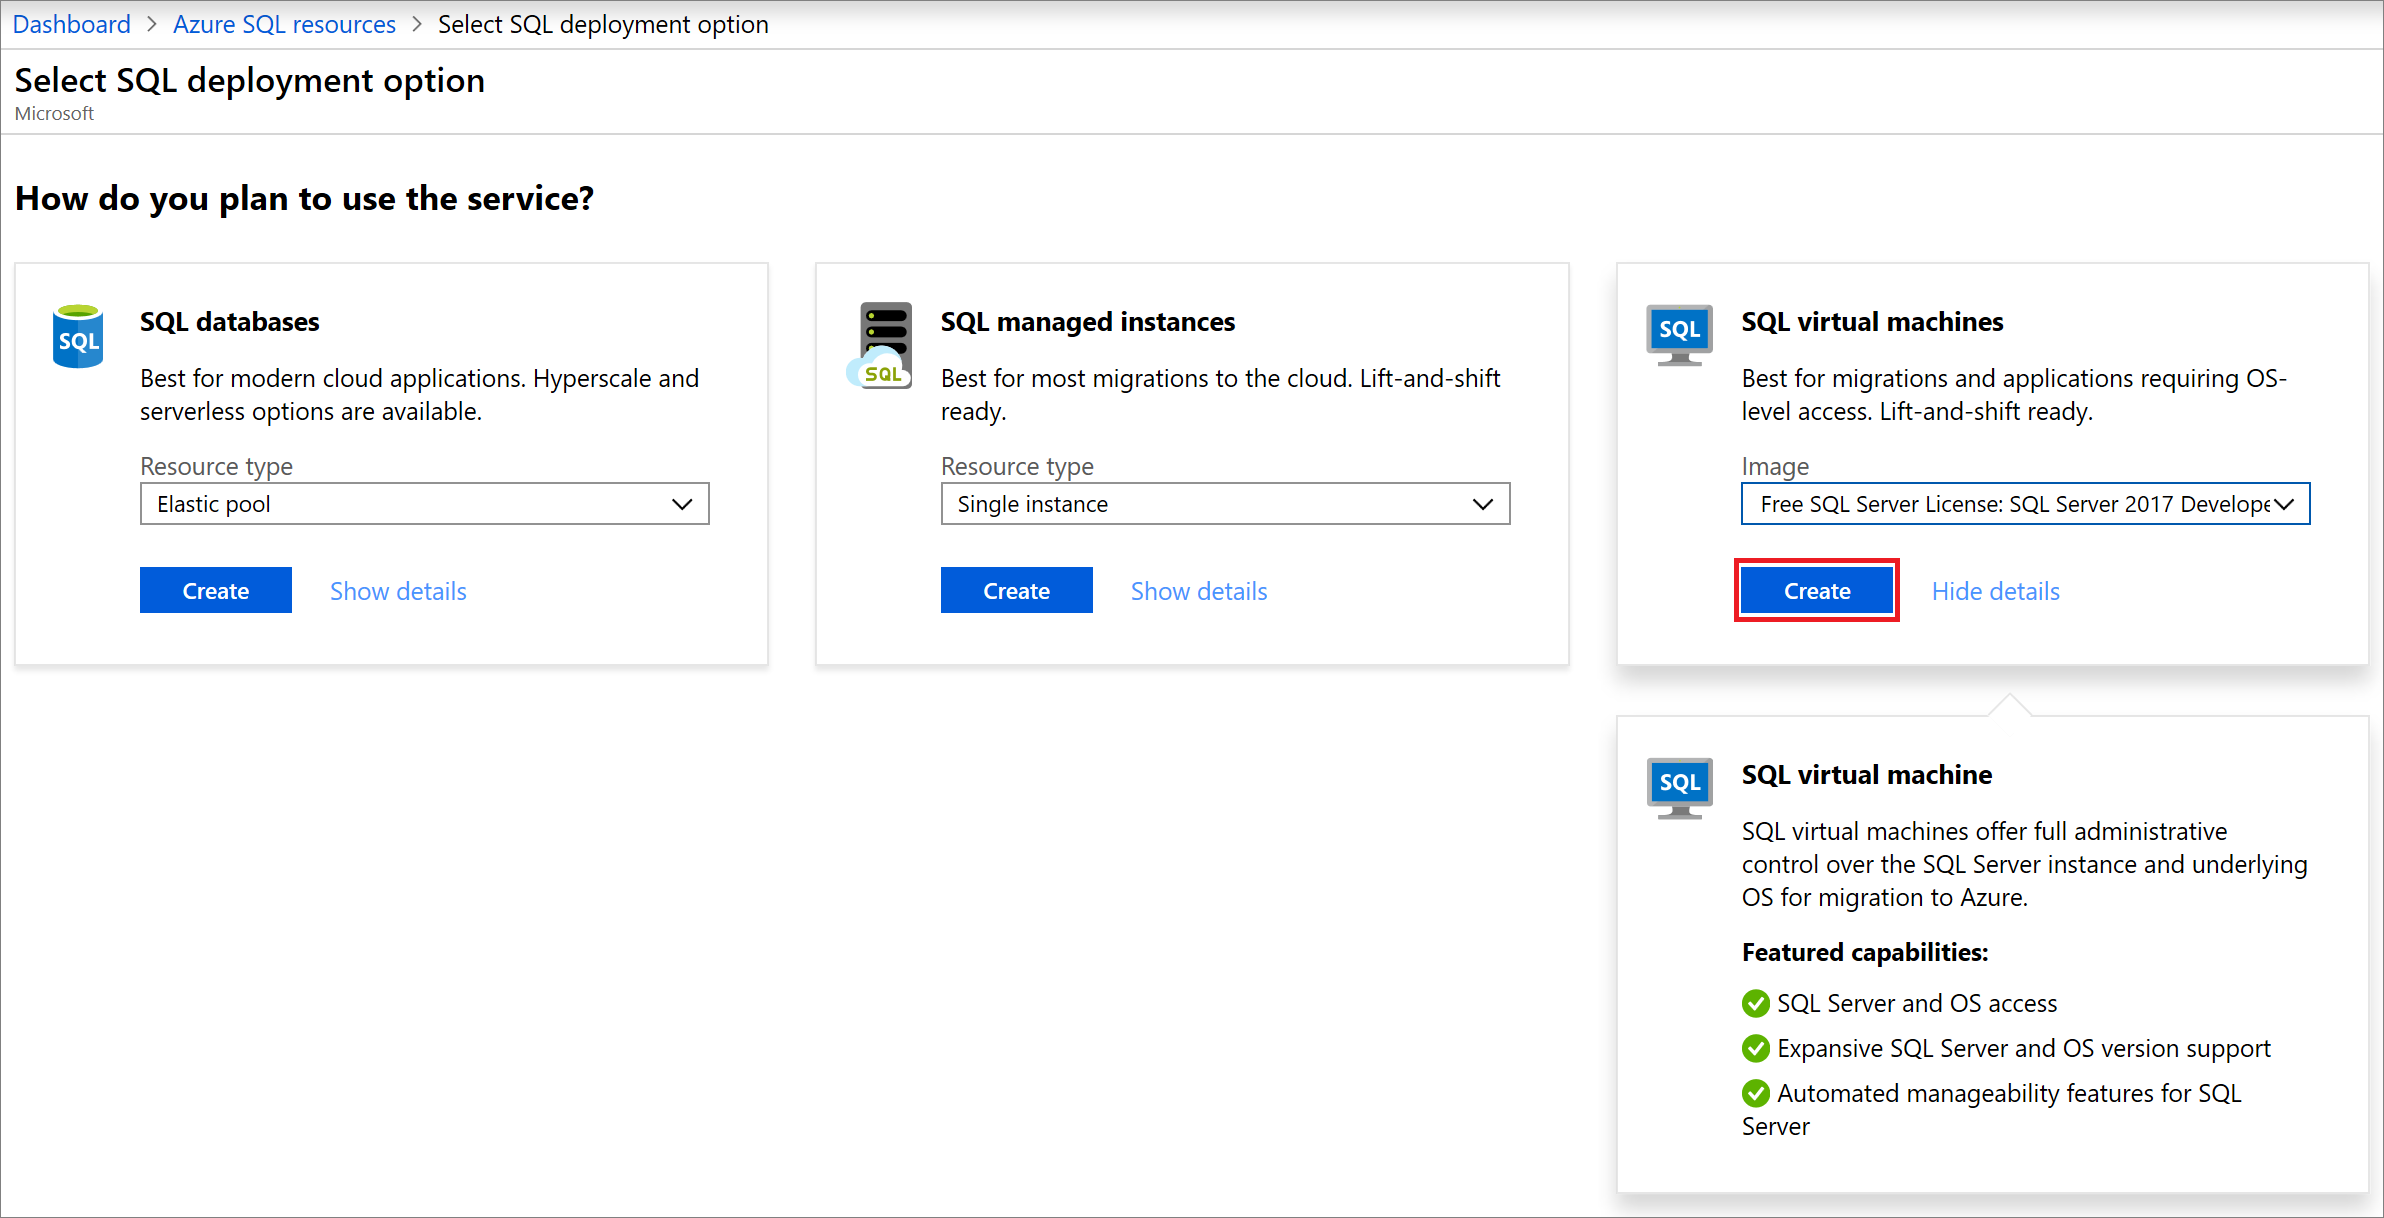 Dashboard > Azure SQL resources > Select SQL deployment option
Select SQL deployment option
Microsoft
How do you plan to use the service?
SQL
SQL databases
Best for modern cloud applications. Hyperscale and
serverless options are available.
Resource type
Elastic pool
Create
Show details
SQL
SQL managed instances
Best for most migrations to the cloud. Lift-and-shift
ready.
Resource type
Single instance
Create
Show details
SQL
SQL virtual machines
Best for migrations and applications requiring OS-
level access. Lift-and-shift ready.
Image
Free SQL Server License: SQL Server 2017 Develope
Create
Hide details
SQL
SQL virtual machine
SQL virtual machines offer full administrative
control over the SQL Server instance and underlying
OS for migration to Azure.
Featured capabilities:
SQL Server and OS access
Expansive SQL Server and OS version support
Automated manageability features for SQL
Server